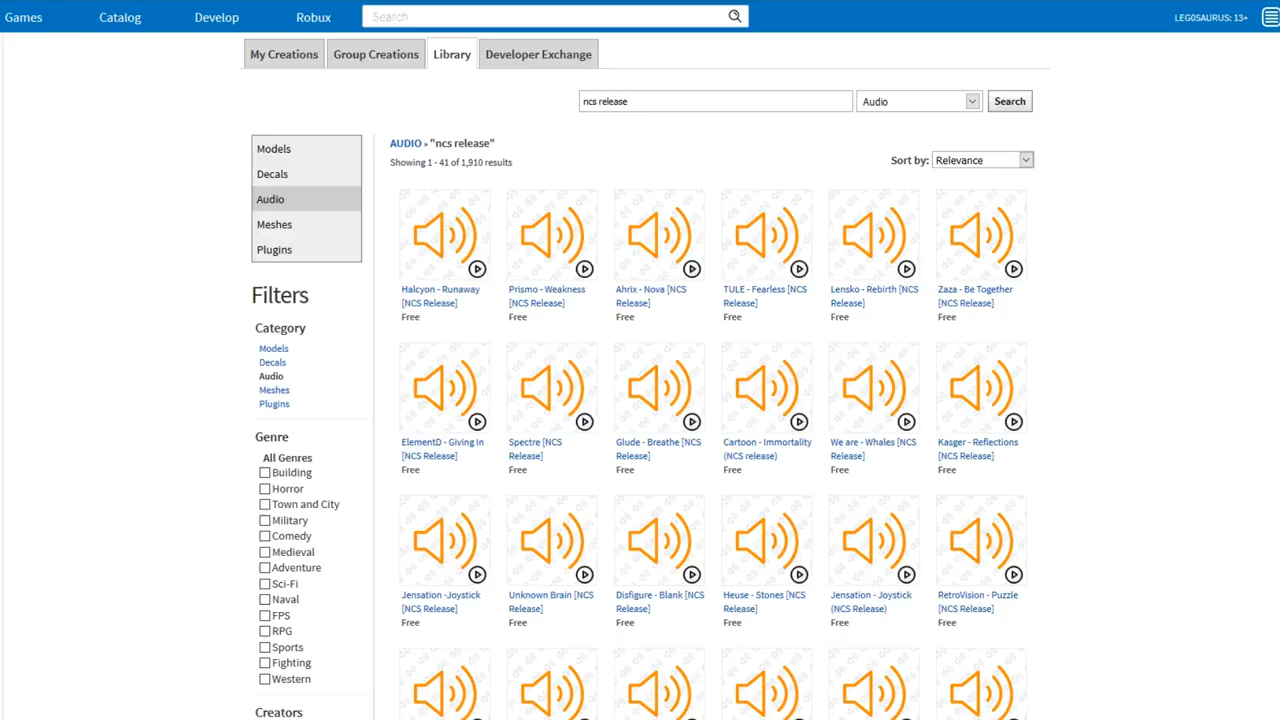 Games Catalog Develop Robux Search LEG0SAURUS: 13+
My Creations Group Creations Library Developer Exchange
ncs release Audio Search
Models
Decals
Audio
Meshes
Plugins
Filters
Category
Models
Decals
Audio
Meshes
Plugins
Genre
All Genres
Building
Horror
Town and City
Military
Comedy
Medieval
Adventure
Sci-Fi
Naval
FPS
RPG
Sports
Fighting
Western
Creators
AUDIO » "ncs release"
Showing 1 - 41 of 1,910 results
Sort by: Relevance
Halcyon - Runaway
[NCS Release]
Free
Prismo - Weakness
[NCS Release]
Free
Ahrix - Nova [NCS
Release]
Free
TULE - Fearless [NCS
Release]
Free
Lensko - Rebirth [NCS
Release]
Free
Zaza - Be Together
[NCS Release]
Free
ElementD - Giving In
[NCS Release]
Free
Spectre [NCS
Release]
Free
Glude - Breathe [NCS
Release]
Free
Cartoon - Immortality
(NCS release)
Free
We are - Whales [NCS
Release]
Free
Kasger - Reflections
[NCS Release]
Free
Jensation -Joystick
[NCS Release]
Free
Unknown Brain [NCS
Release]
Free
Disfigure - Blank [NCS
Release]
Free
Heuse - Stones [NCS
Release]
Free
Jensation - Joystick
(NCS Release)
Free
RetroVision - Puzzle
[NCS Release]
Free